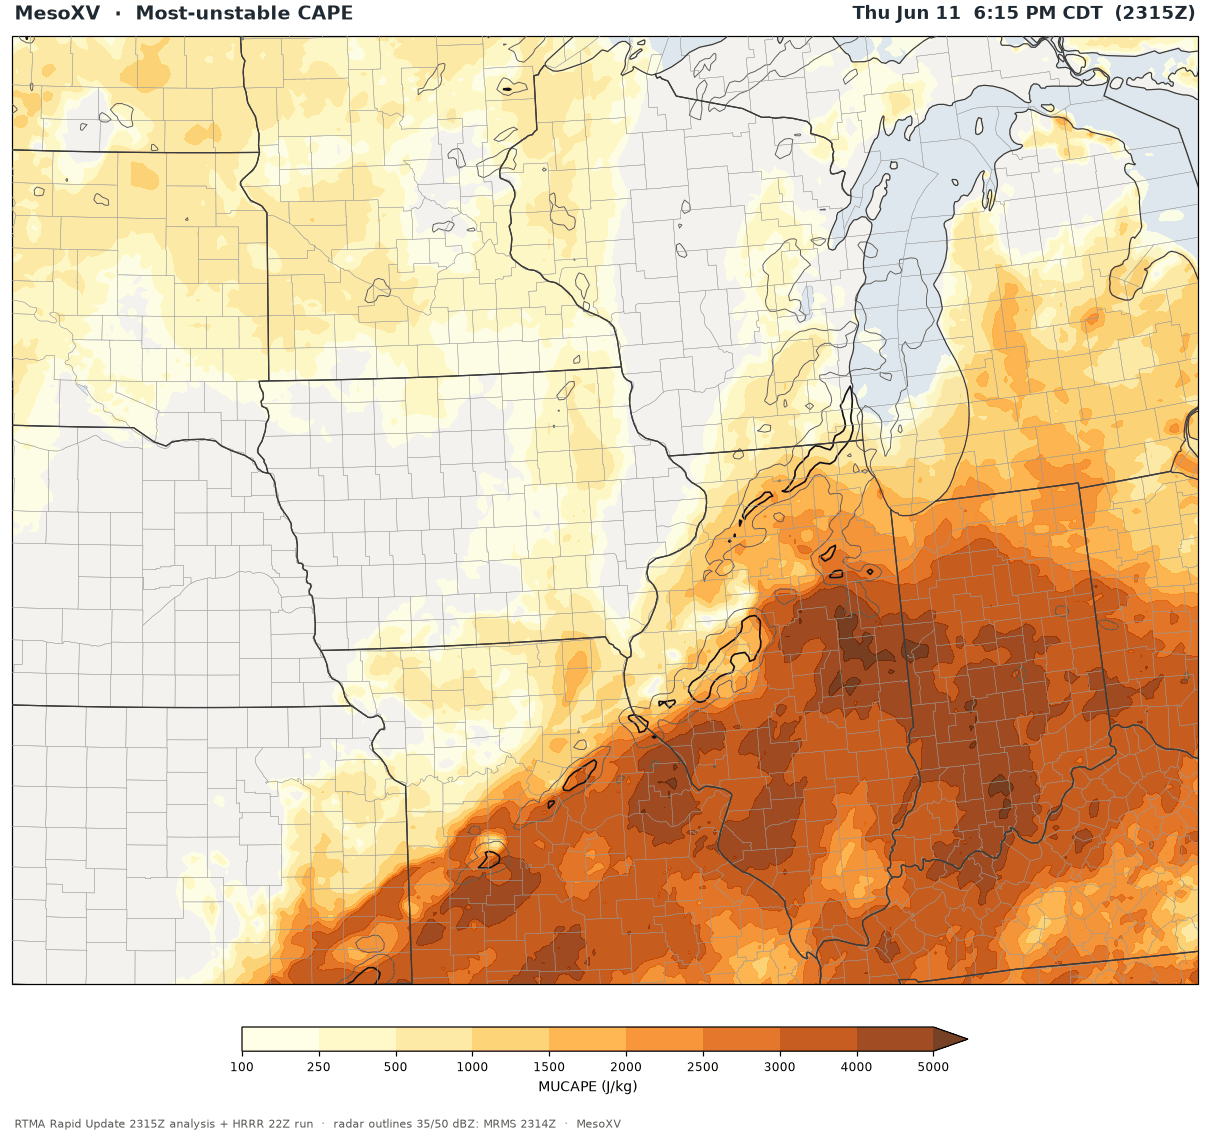 MesoXV · Most-unstable CAPE
Thu Jun 11 6:15 PM CDT (2315Z)
100 250 500 1000 1500 2000 2500 3000 4000 5000
MUCAPE (J/kg)
RTMA Rapid Update 2315Z analysis + HRRR 22Z run · radar outlines 35/50 dBZ: MRMS 2314Z · MesoXV